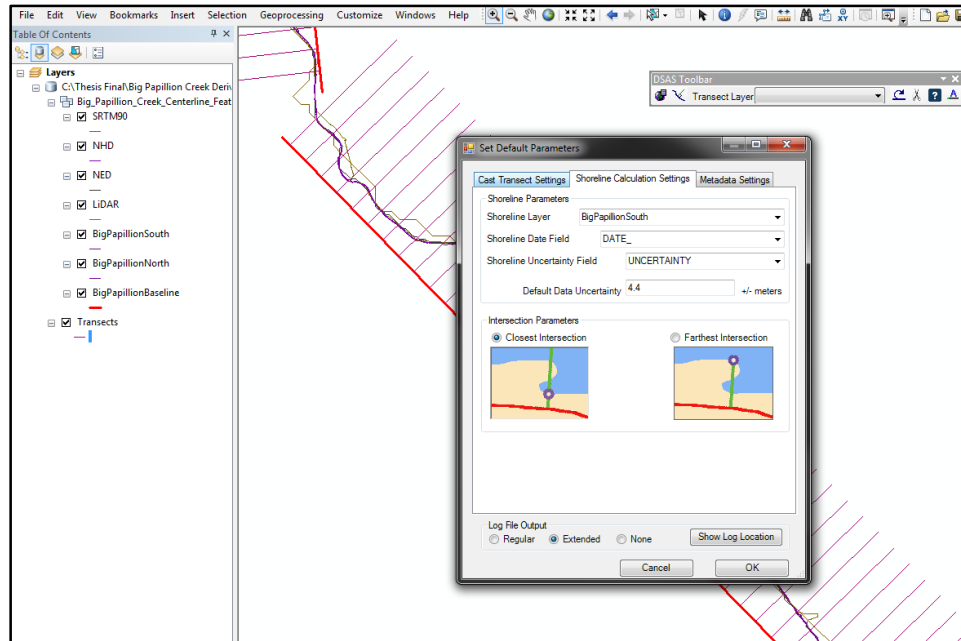 File Edit View Bookmarks Insert Selection Geoprocessing Customize Windows Help
Table Of Contents
Layers
C:\Thesis Final\Big Papillion Creek Deriv
Big_Papillion_Creek_Centerline_Feat
SRTM90
NHD
NED
LiDAR
BigPapillionSouth
BigPapillionNorth
BigPapillionBaseline
Transects
DSAS Toolbar
Transect Layer
Set Default Parameters
Cast Transect Settings Shoreline Calculation Settings Metadata Settings
Shoreline Parameters
Shoreline Layer BigPapillionSouth
Shoreline Date Field DATE_
Shoreline Uncertainty Field UNCERTAINTY
Default Data Uncertainty 4.4 +/- meters
Intersection Parameters
Closest Intersection Farthest Intersection
Log File Output
Regular Extended None Show Log Location
Cancel OK